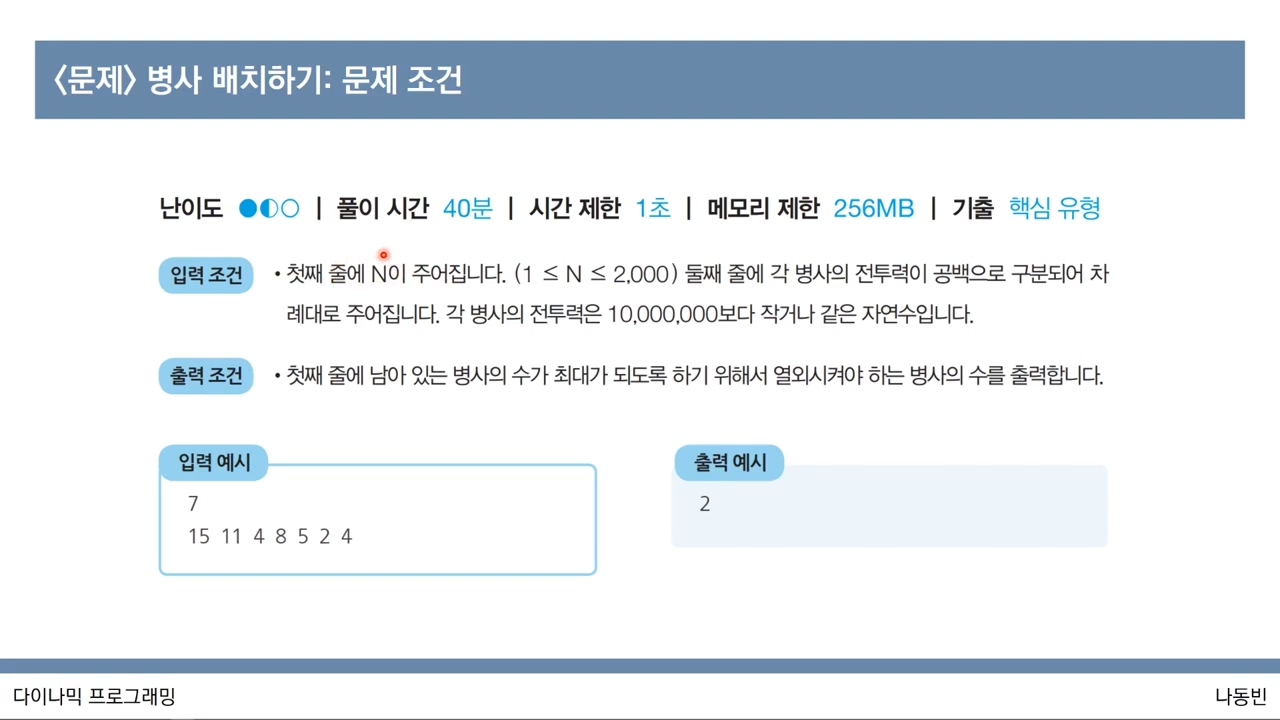 <문제> 병사 배치하기: 문제 조건
난이도 ●◐○ | 풀이 시간 40분 | 시간 제한 1초 | 메모리 제한 256MB | 기출 핵심 유형
입력 조건 • 첫째 줄에 N이 주어집니다. (1 ≤ N ≤ 2,000) 둘째 줄에 각 병사의 전투력이 공백으로 구분되어 차
례대로 주어집니다. 각 병사의 전투력은 10,000,000보다 작거나 같은 자연수입니다.
출력 조건 • 첫째 줄에 남아 있는 병사의 수가 최대가 되도록 하기 위해서 열외시켜야 하는 병사의 수를 출력합니다.
입력 예시
7
15 11 4 8 5 2 4
출력 예시
2
다이나믹 프로그래밍
나동빈